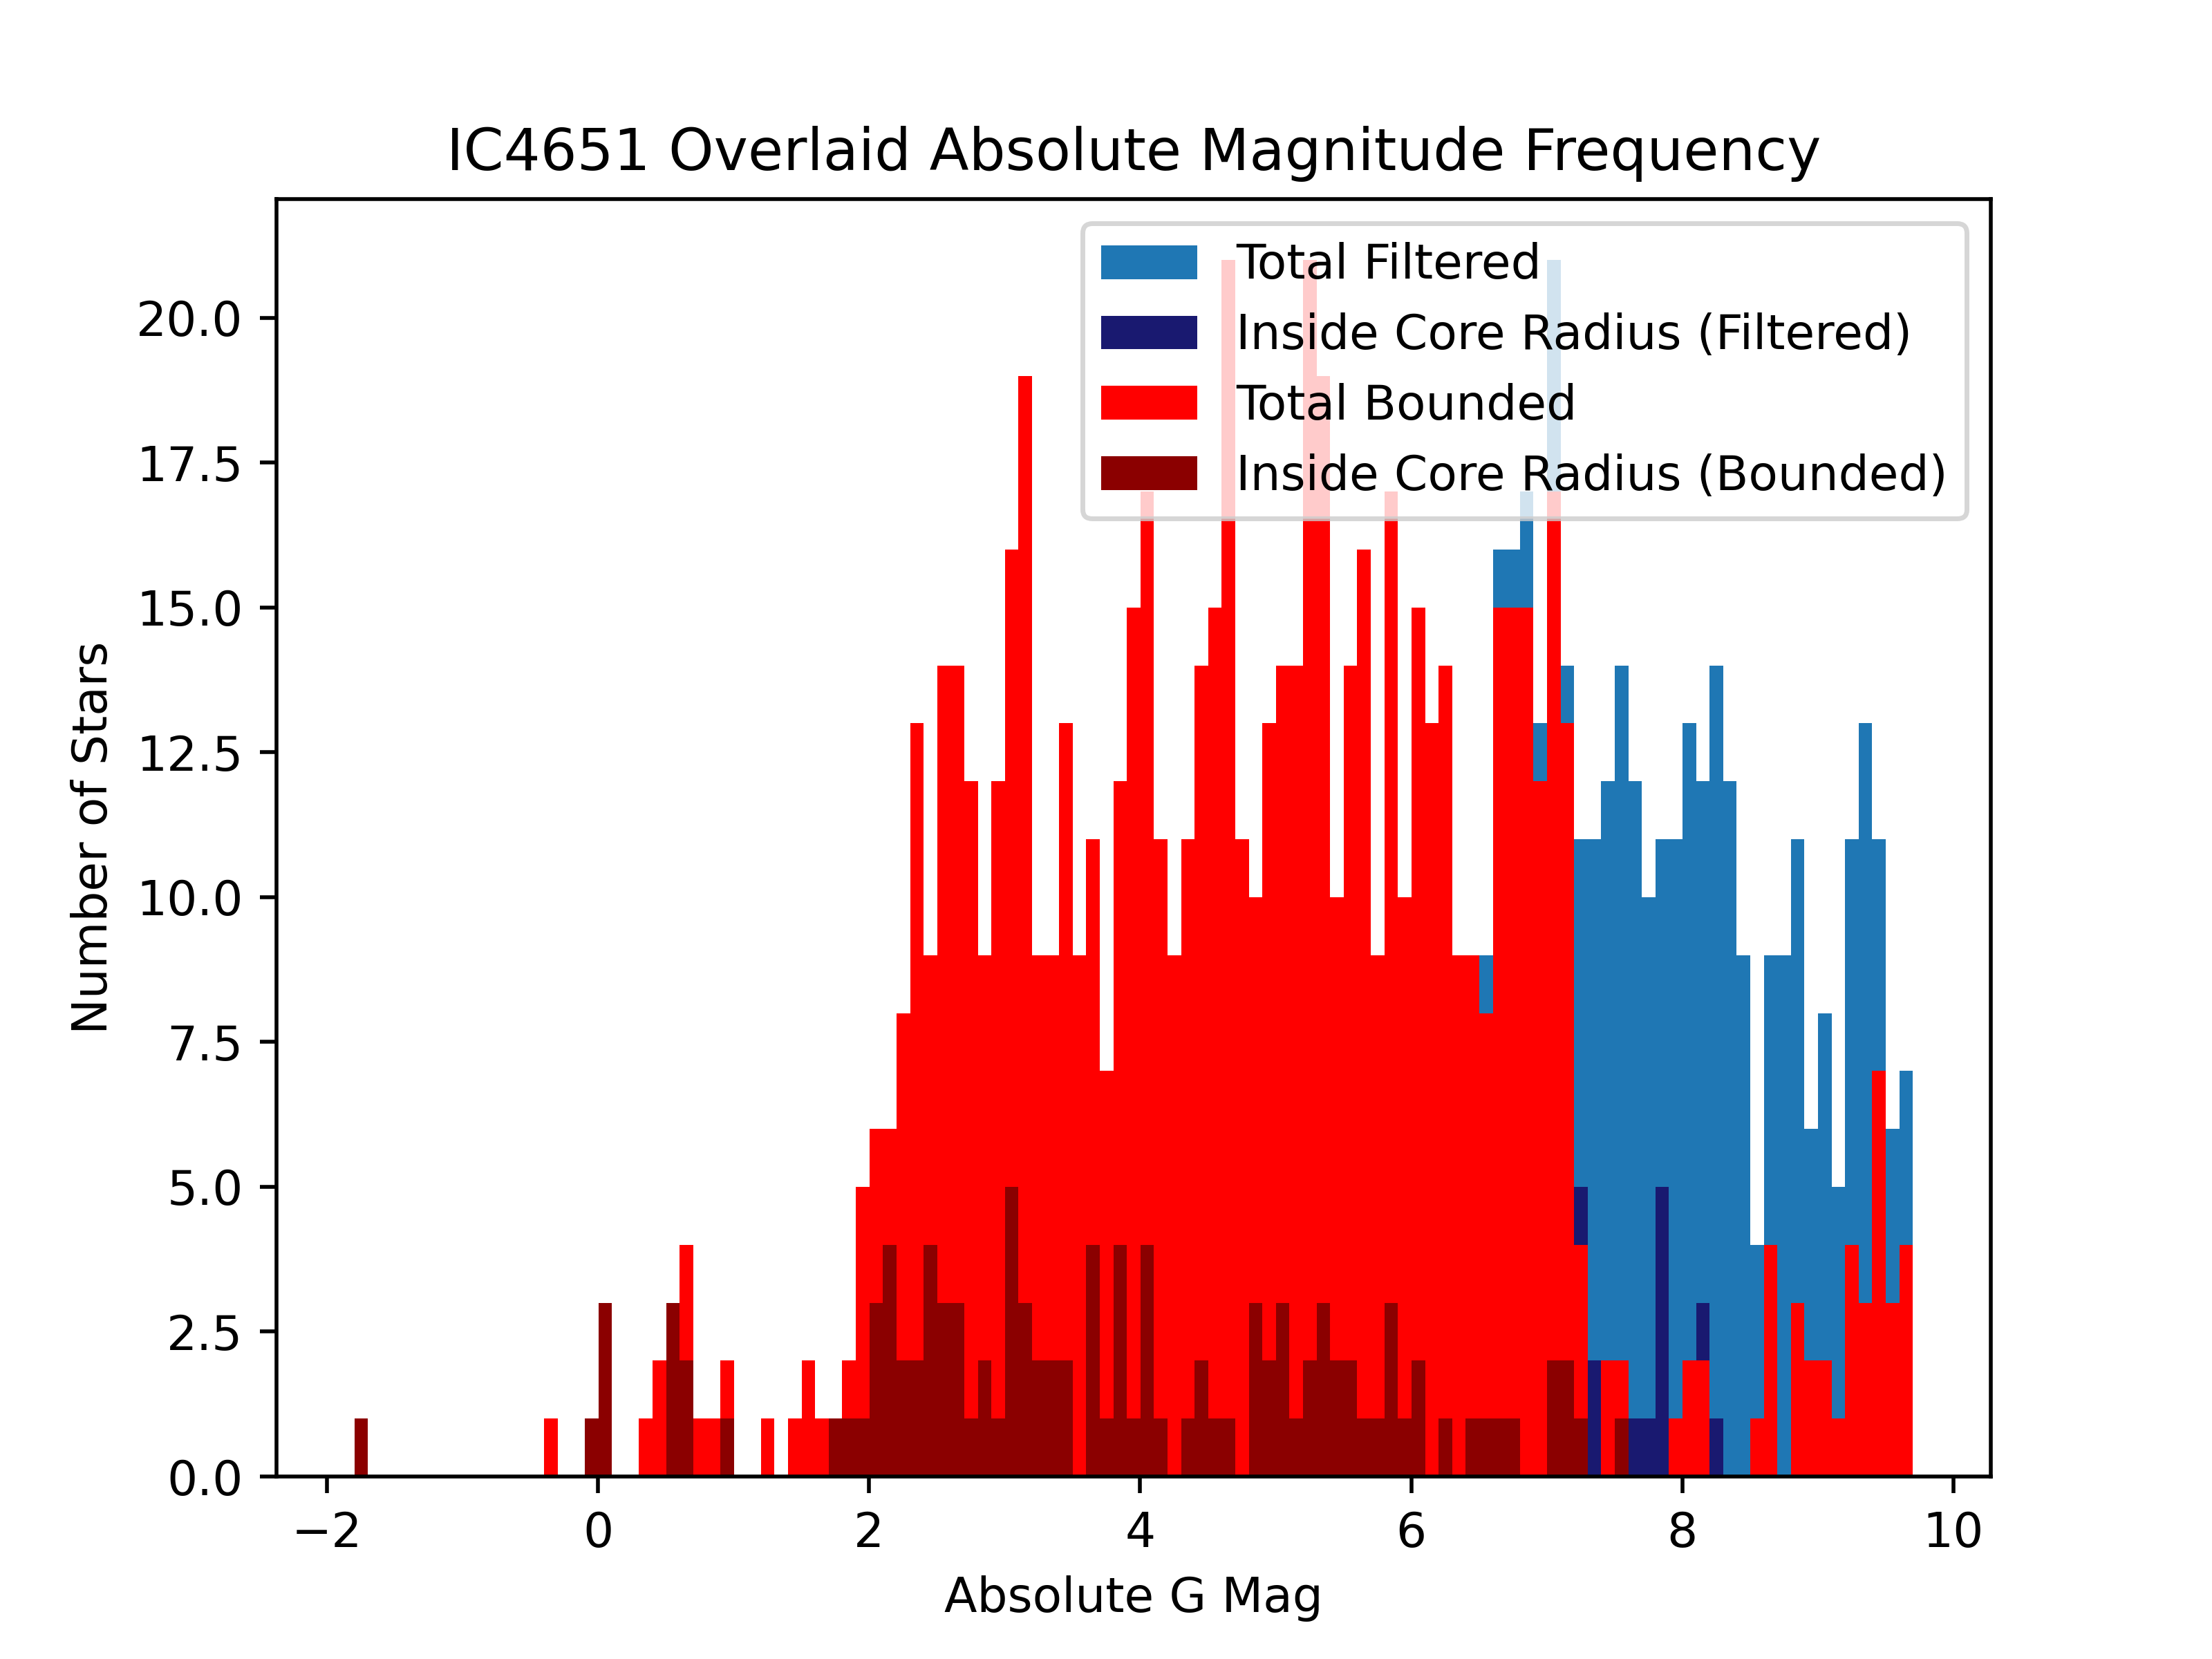 IC4651 Overlaid Absolute Magnitude Frequency
Total Filtered
Inside Core Radius (Filtered)
Total Bounded
Inside Core Radius (Bounded)
Number of Stars
20.0
17.5
15.0
12.5
10.0
7.5
5.0
2.5
0.0
−2 0 2 4 6 8 10
Absolute G Mag